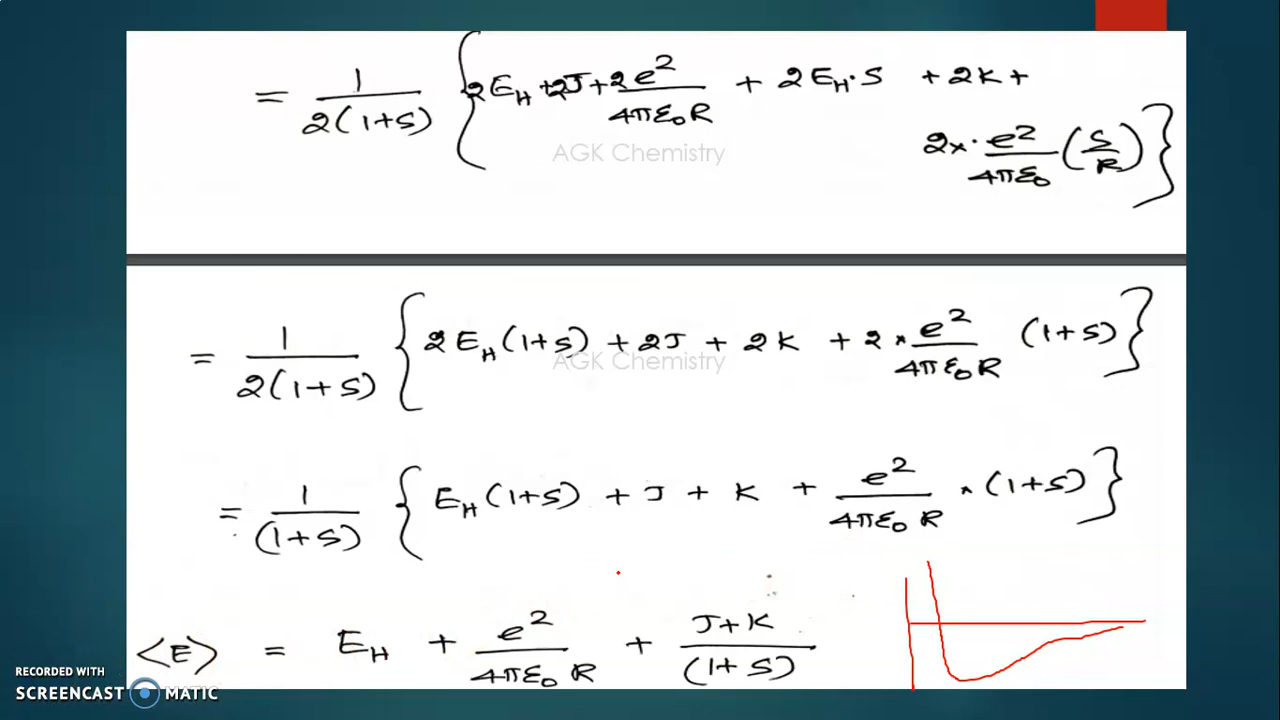 = 1/2(1+S) { 2E_H + 2J + 2e²/4πε₀R + 2E_H·S + 2K +
2×·e²/4πε₀ (S/R) }
AGK Chemistry
= 1/2(1+S) { 2E_H(1+S) + 2J + 2K + 2 × e²/4πε₀R (1+S) }
AGK Chemistry
= 1/(1+S) { E_H(1+S) + J + K + e²/4πε₀R × (1+S) }
<E> = E_H + e²/4πε₀R + J+K/(1+S)
RECORDED WITH
SCREENCAST MATIC